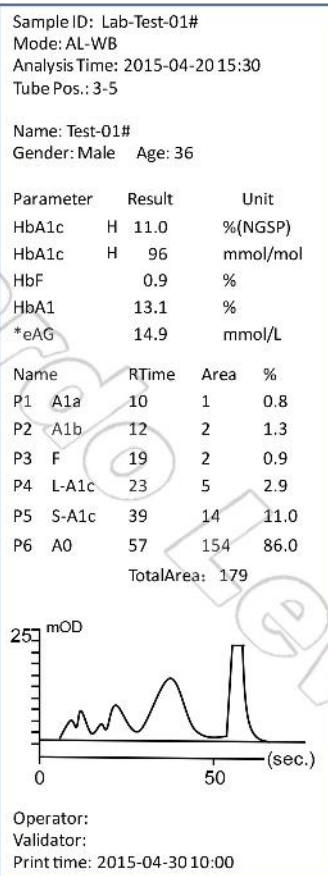 Sample ID: Lab-Test-01#
Mode: AL-WB
Analysis Time: 2015-04-20 15:30
Tube Pos.: 3-5
Name: Test-01#
Gender: Male Age: 36
Parameter Result Unit
HbA1c H 11.0 %(NGSP)
HbA1c H 96 mmol/mol
HbF 0.9 %
HbA1 13.1 %
*eAG 14.9 mmol/L
Name RTime Area %
P1 A1a 10 1 0.8
P2 A1b 12 2 1.3
P3 F 19 2 0.9
P4 L-A1c 23 5 2.9
P5 S-A1c 39 14 11.0
P6 A0 57 154 86.0
TotalArea: 179
25 mOD
(sec.)
0 50
Operator:
Validator:
Print time: 2015-04-30 10:00